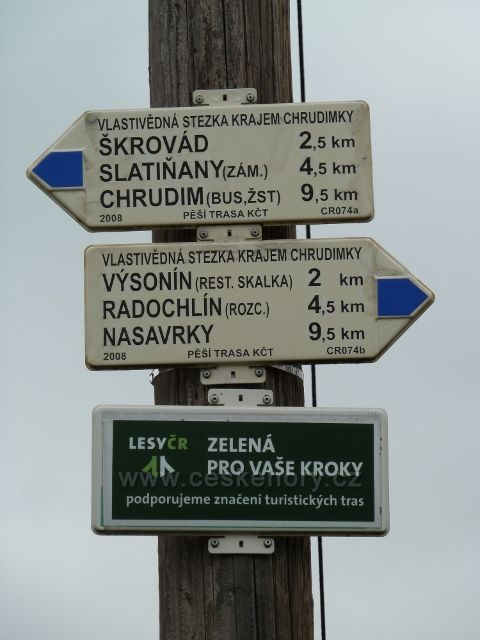 VLASTIVĚDNÁ STEZKA KRAJEM CHRUDIMKY
ŠKROVÁD 2,5 km
SLATIŇANY (ZÁM.) 4,5 km
CHRUDIM (BUS,ŽST) 9,5 km
2008 PĚŠÍ TRASA KČT CR074a
VLASTIVĚDNÁ STEZKA KRAJEM CHRUDIMKY
VÝSONÍN (REST. SKALKA) 2 km
RADOCHLÍN (ROZC.) 4,5 km
NASAVRKY 9,5 km
2008 PĚŠÍ TRASA KČT CR074b
LESYČR ZELENÁ
PRO VAŠE KROKY
www.ceskehory.cz
podporujeme značení turistických tras